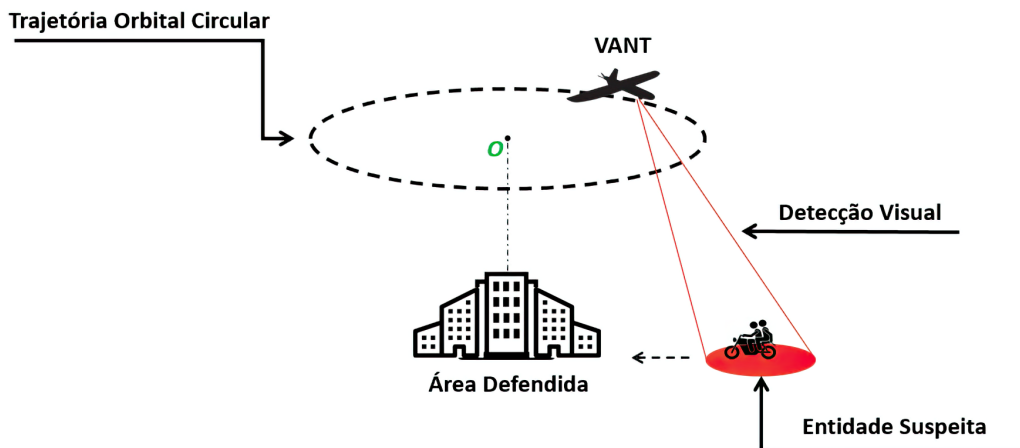 Trajetória Orbital Circular
VANT
O
Detecção Visual
Área Defendida
Entidade Suspeita